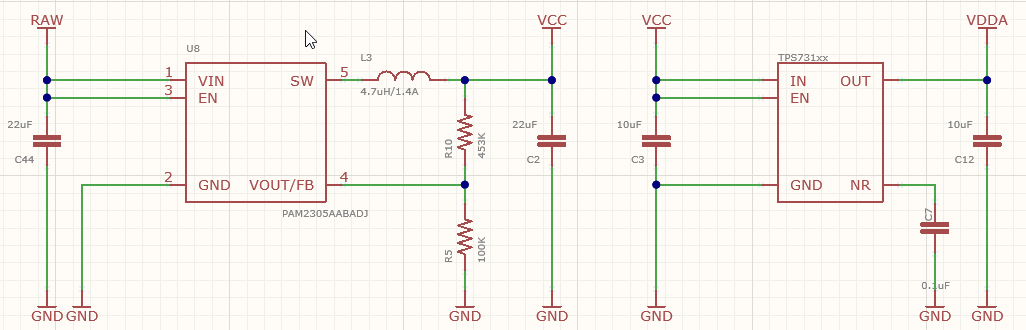 RAW
VCC
VCC
VDDA
U8
L3
TPS731xx
1
VIN
SW
5
3
EN
4.7uH/1.4A
IN
OUT
EN
22uF
C44
R10
453K
22uF
C2
10uF
C3
10uF
C12
2
GND
VOUT/FB
4
GND
NR
PAM2305AABADJ
C7
R5
100K
0.1uF
GND
GND
GND
GND
GND
GND
GND